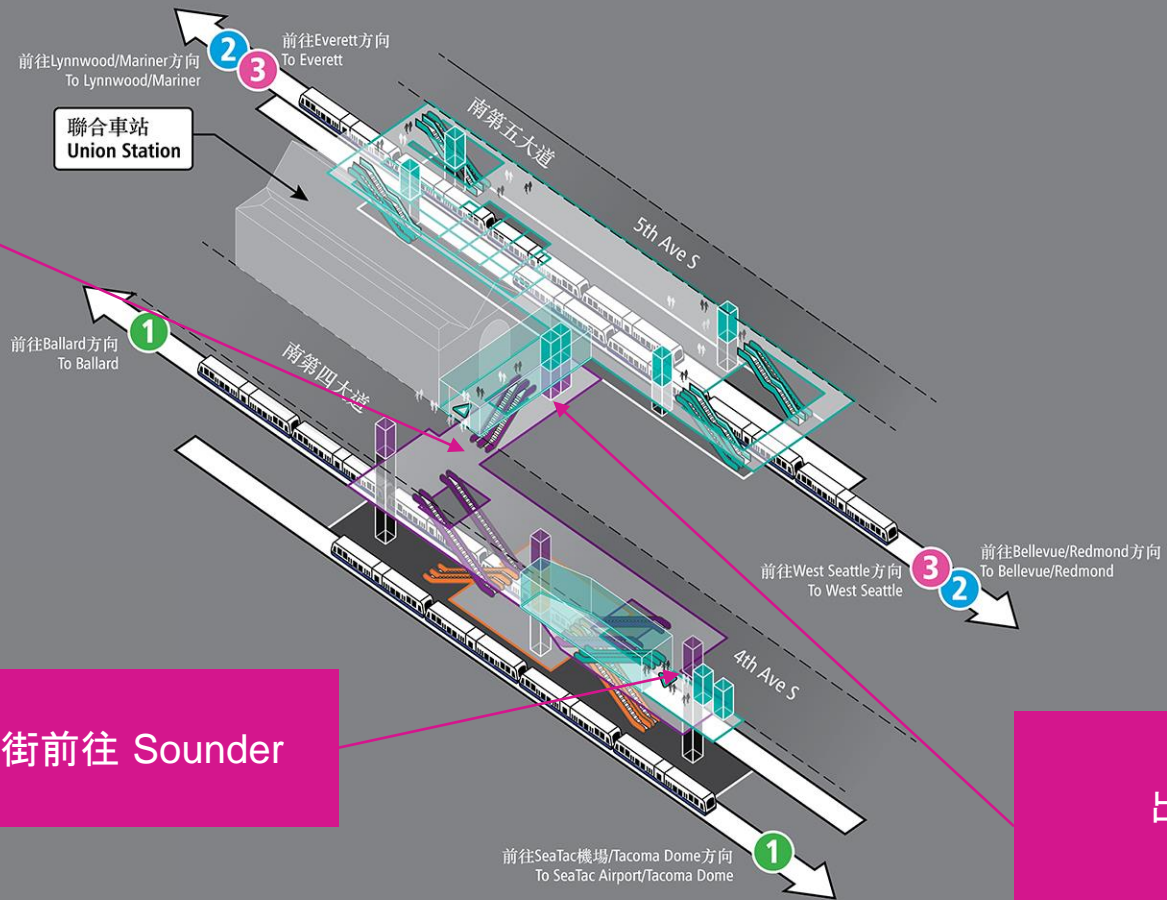 前往Lynnwood/Mariner方向
To Lynnwood/Mariner
2
3
前往Everett方向
To Everett
聯合車站
Union Station
南第五大道
5th Ave S
1
前往Ballard方向
To Ballard
南第四大道
4th Ave S
前往West Seattle方向
To West Seattle
3
2
前往Bellevue/Redmond方向
To Bellevue/Redmond
街前往 Sounder
前往SeaTac機場/Tacoma Dome方向
To SeaTac Airport/Tacoma Dome
1